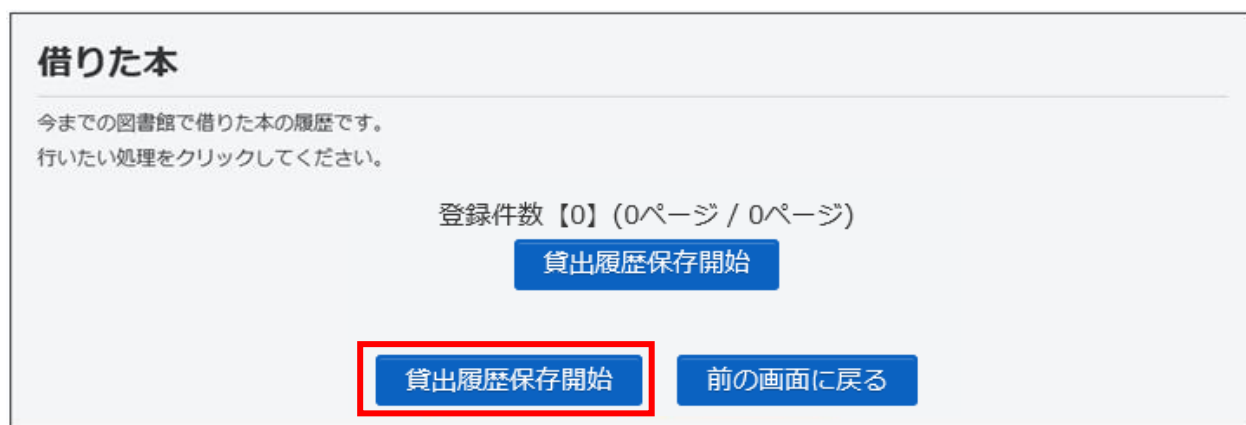 借りた本
今までの図書館で借りた本の履歴です。
行いたい処理をクリックしてください。
登録件数【0】(0ページ / 0ページ)
貸出履歴保存開始
貸出履歴保存開始 前の画面に戻る